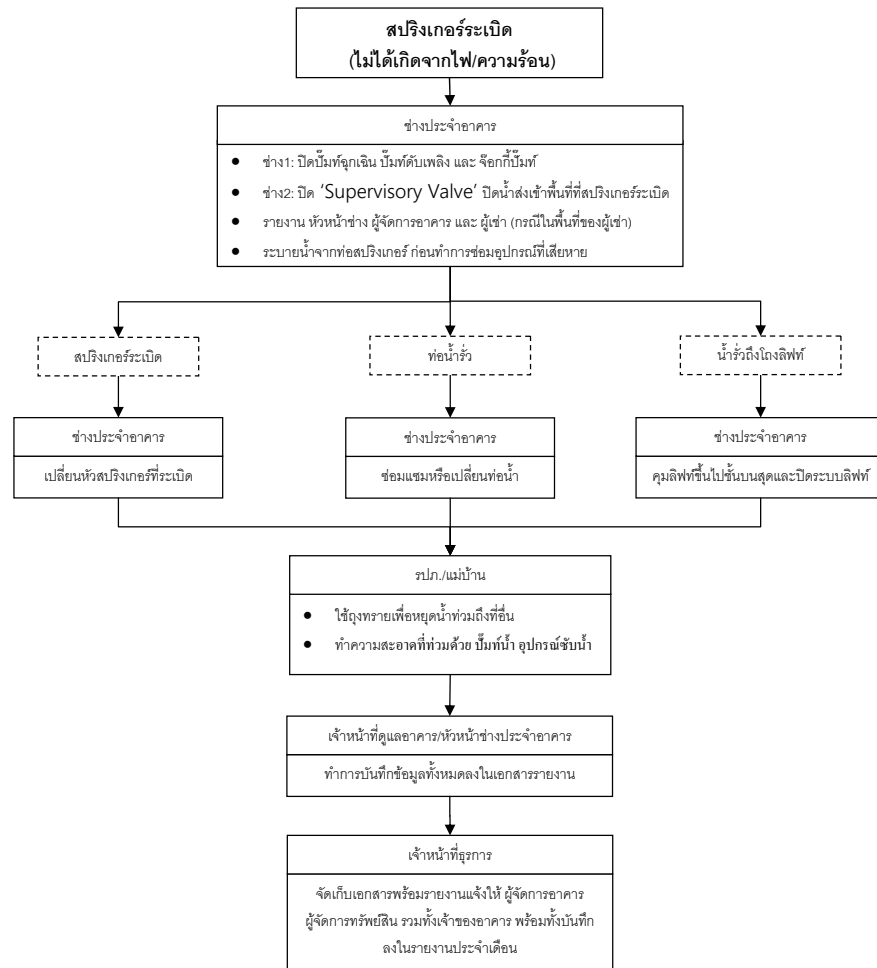 สปริงเกอร์ระเบิด
(ไม่ได้เกิดจากไฟ/ความร้อน)
ช่างประจำอาคาร
● ช่าง1: ปิดปั๊มท์ฉุกเฉิน ปั๊มท์ดับเพลิง และ จ๊อกกี้ปั๊มท์
● ช่าง2: ปิด ‘Supervisory Valve’ ปิดน้ำส่งเข้าพื้นที่ที่สปริงเกอร์ระเบิด
● รายงาน หัวหน้าช่าง ผู้จัดการอาคาร และ ผู้เช่า (กรณีในพื้นที่ของผู้เช่า)
● ระบายน้ำจากท่อสปริงเกอร์ ก่อนทำการซ่อมอุปกรณ์ที่เสียหาย
สปริงเกอร์ระเบิด
ท่อน้ำรั่ว
น้ำรั่วถึงโถงลิฟท์
ช่างประจำอาคาร
เปลี่ยนหัวสปริงเกอร์ที่ระเบิด
ช่างประจำอาคาร
ซ่อมแซมหรือเปลี่ยนท่อน้ำ
ช่างประจำอาคาร
คุมลิฟท์ขึ้นไปชั้นบนสุดและปิดระบบลิฟท์
รปภ./แม่บ้าน
● ใช้ถุงทรายเพื่อหยุดน้ำท่วมถึงที่อื่น
● ทำความสะอาดที่ท่วมด้วย ปั๊มท์น้ำ อุปกรณ์ซับน้ำ
เจ้าหน้าที่ดูแลอาคาร/หัวหน้าช่างประจำอาคาร
ทำการบันทึกข้อมูลทั้งหมดลงในเอกสารรายงาน
เจ้าหน้าที่ธุรการ
จัดเก็บเอกสารพร้อมรายงานแจ้งให้ ผู้จัดการอาคาร
ผู้จัดการทรัพย์สิน รวมทั้งเจ้าของอาคาร พร้อมทั้งบันทึก
ลงในรายงานประจำเดือน